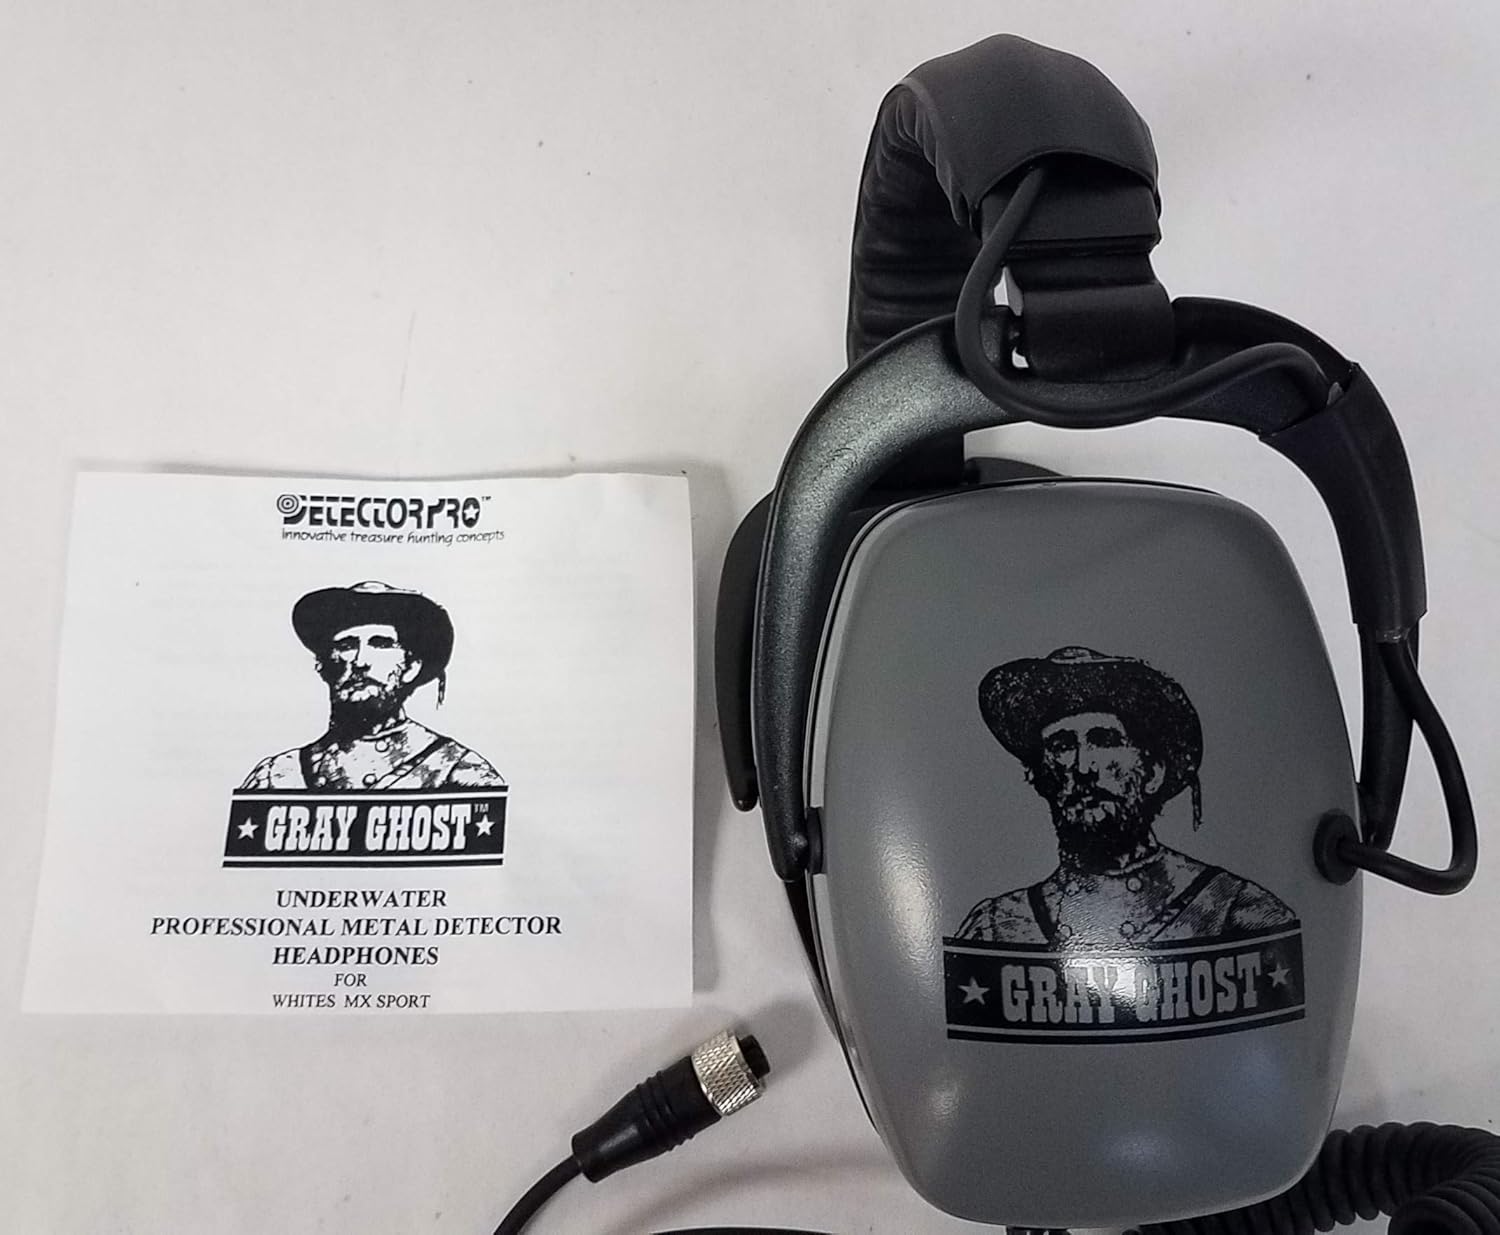 DETECTORPRO™
innovative treasure hunting concepts
GRAY GHOST™
UNDERWATER
PROFESSIONAL METAL DETECTOR
HEADPHONES
FOR
WHITES MX SPORT
GRAY GHOST